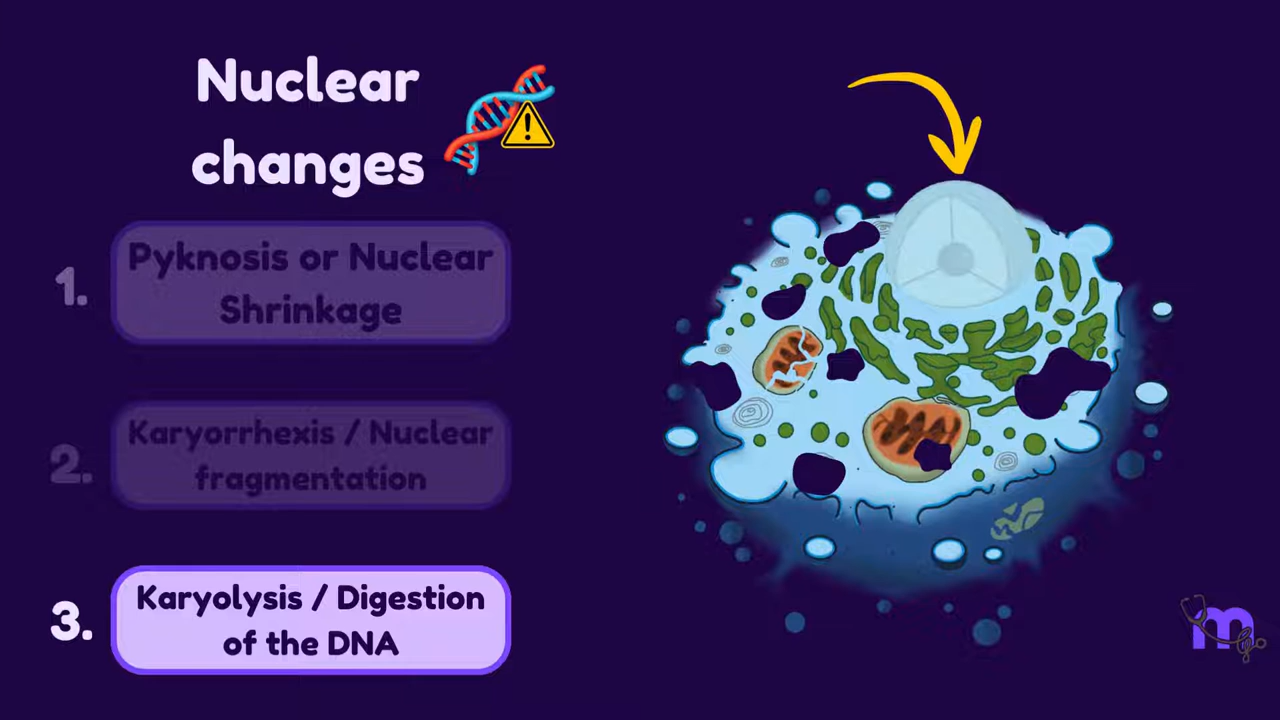 Nuclear
changes
1.
Pyknosis or Nuclear
Shrinkage
2.
Karyorrhexis / Nuclear
fragmentation
3.
Karyolysis / Digestion
of the DNA
m